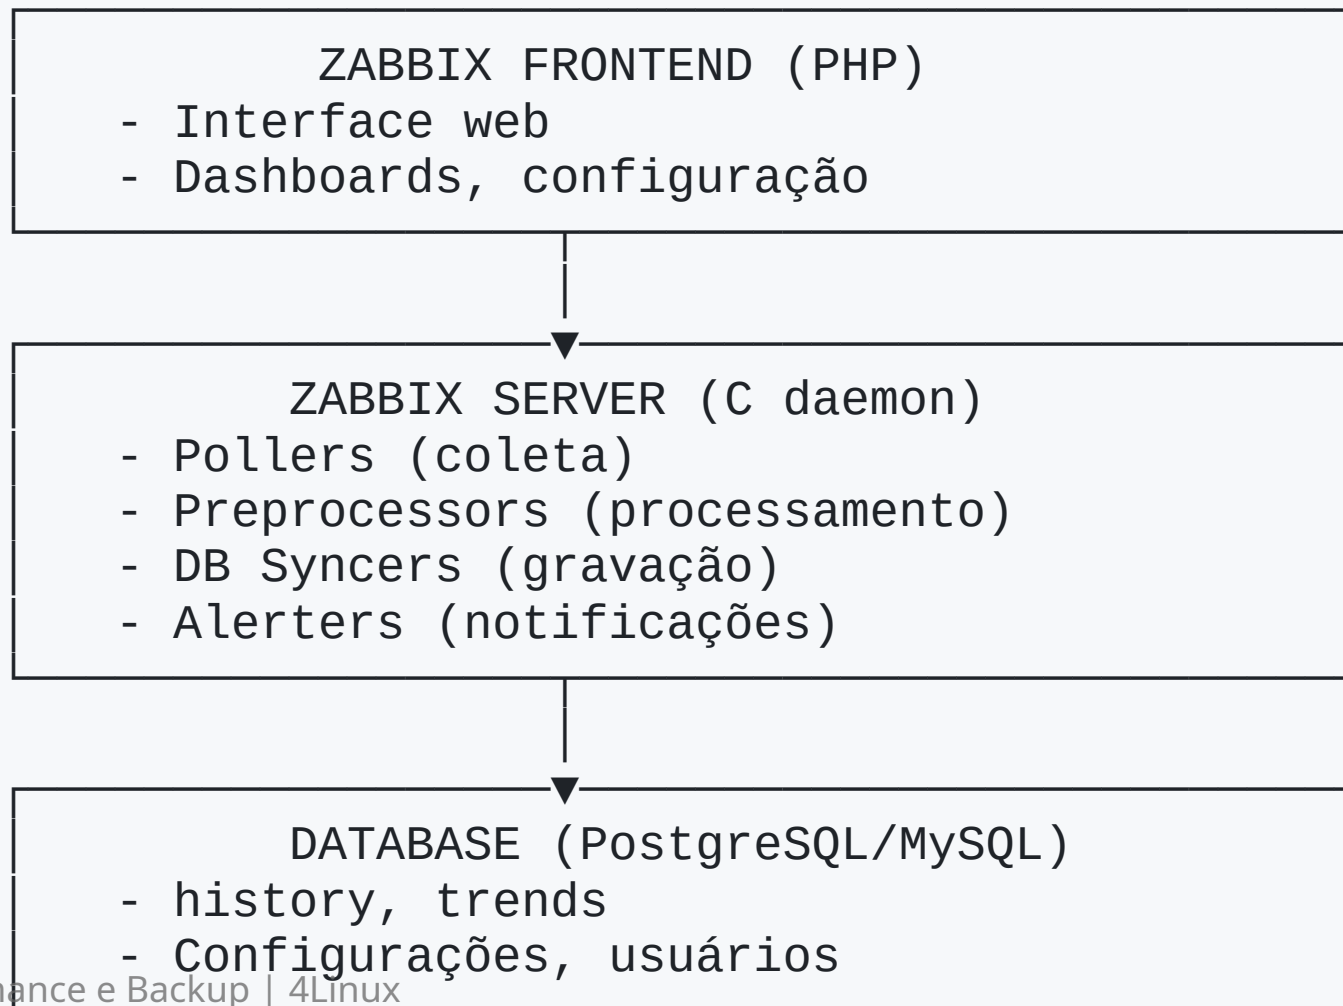 ZABBIX FRONTEND (PHP)
- Interface web
- Dashboards, configuração
ZABBIX SERVER (C daemon)
- Pollers (coleta)
- Preprocessors (processamento)
- DB Syncers (gravação)
- Alerters (notificações)
DATABASE (PostgreSQL/MySQL)
- history, trends
- Configurações, usuários
e Backup | 4Linux